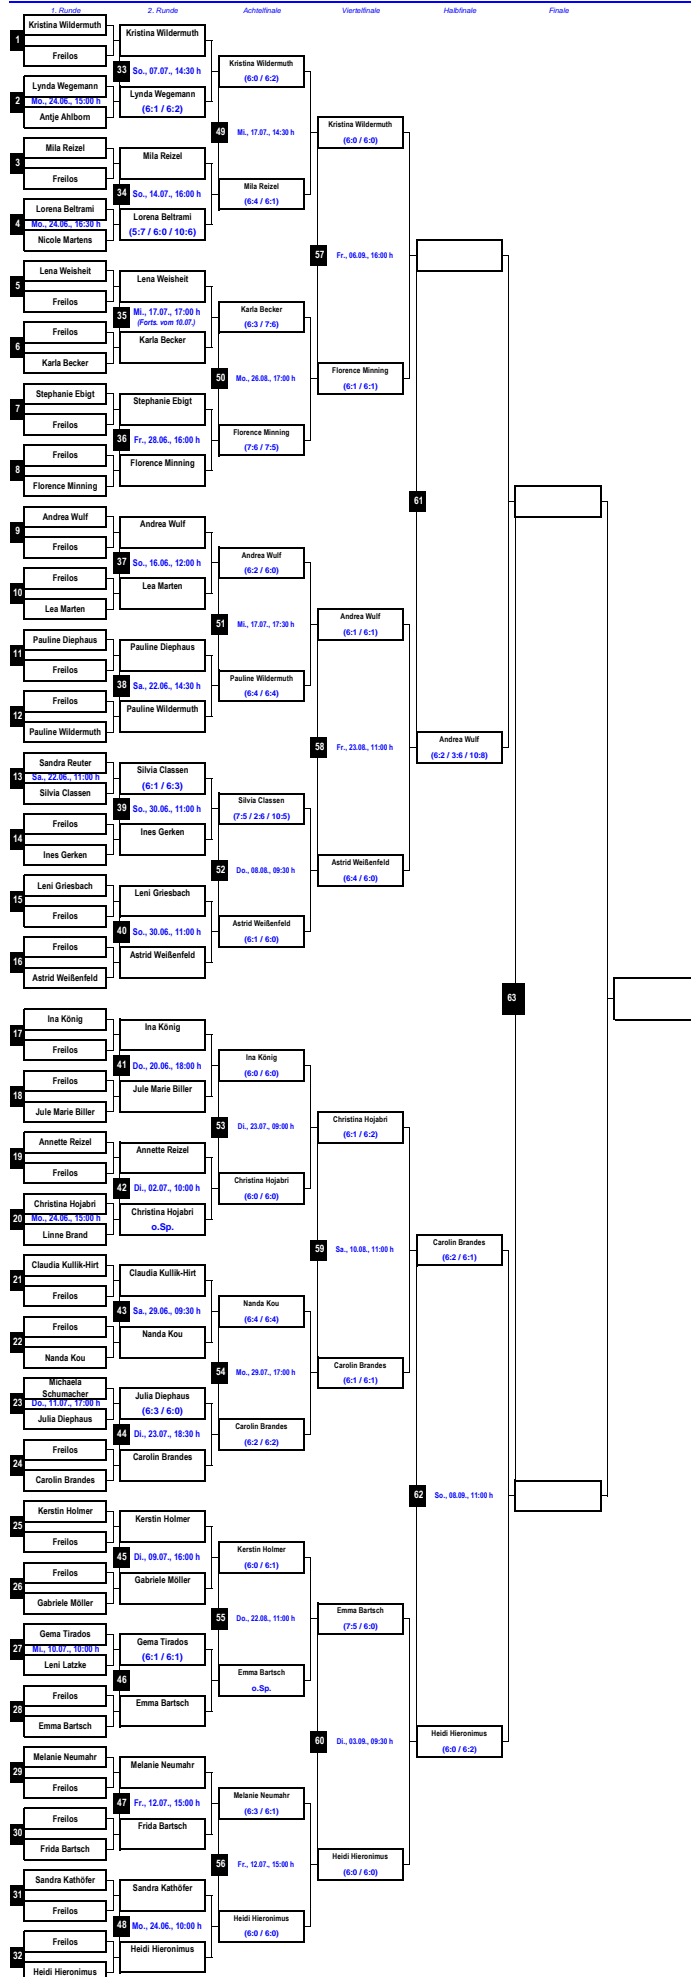 1. Runde
2. Runde
Achtelfinale
Viertelfinale
Halbfinale
Finale
1
Kristina Wildermuth
Freilos
2
Lynda Wegemann
Mo., 24.06., 15:00 h
Antje Ahlborn
3
Mila Reizel
Freilos
4
Lorena Beltrami
Mo., 24.06., 16:30 h
Nicole Martens
5
Lena Weisheit
Freilos
6
Freilos
Karla Becker
7
Stephanie Ebigt
Freilos
8
Freilos
Florence Minning
9
Andrea Wulf
Freilos
10
Freilos
Lea Marten
11
Pauline Diephaus
Freilos
12
Freilos
Pauline Wildermuth
13
Sandra Reuter
Sa., 22.06., 11:00 h
Silvia Classen
14
Freilos
Ines Gerken
15
Leni Griesbach
Freilos
16
Freilos
Astrid Weißenfeld
17
Ina König
Freilos
18
Freilos
Jule Marie Biller
19
Annette Reizel
Freilos
20
Christina Hojabri
Mo., 24.06., 15:00 h
Linne Brand
21
Claudia Kullik-Hirt
Freilos
22
Freilos
Nanda Kou
23
Michaela
Schumacher
Do., 11.07., 17:00 h
Julia Diephaus
24
Freilos
Carolin Brandes
25
Kerstin Holmer
Freilos
26
Freilos
Gabriele Möller
27
Gema Tirados
Mi., 10.07., 10:00 h
Leni Latzke
28
Freilos
Emma Bartsch
29
Melanie Neumahr
Freilos
30
Freilos
Frida Bartsch
31
Sandra Kathöfer
Freilos
32
Freilos
Heidi Hieronimus
Kristina Wildermuth
33
So., 07.07., 14:30 h
Lynda Wegemann
(6:1 / 6:2)
Mila Reizel
34
So., 14.07., 16:00 h
Lorena Beltrami
(5:7 / 6:0 / 10:6)
Lena Weisheit
35
Mi., 17.07., 17:00 h
(Forts. vom 10.07.)
Karla Becker
Stephanie Ebigt
36
Fr., 28.06., 16:00 h
Florence Minning
Andrea Wulf
37
So., 16.06., 12:00 h
Lea Marten
Pauline Diephaus
38
Sa., 22.06., 14:30 h
Pauline Wildermuth
Silvia Classen
(6:1 / 6:3)
39
So., 30.06., 11:00 h
Ines Gerken
Leni Griesbach
40
So., 30.06., 11:00 h
Astrid Weißenfeld
Ina König
41
Do., 20.06., 18:00 h
Jule Marie Biller
Annette Reizel
42
Di., 02.07., 10:00 h
Christina Hojabri
o.Sp.
Claudia Kullik-Hirt
43
Sa., 29.06., 09:30 h
Nanda Kou
Julia Diephaus
(6:3 / 6:0)
44
Di., 23.07., 18:30 h
Carolin Brandes
Kerstin Holmer
45
Di., 09.07., 16:00 h
Gabriele Möller
Gema Tirados
(6:1 / 6:1)
46
Emma Bartsch
Melanie Neumahr
47
Fr., 12.07., 15:00 h
Frida Bartsch
Sandra Kathöfer
48
Mo., 24.06., 10:00 h
Heidi Hieronimus
Kristina Wildermuth
(6:0 / 6:2)
49
Mi., 17.07., 14:30 h
Mila Reizel
(6:4 / 6:1)
Karla Becker
(6:3 / 7:6)
50
Mo., 26.08., 17:00 h
Florence Minning
(7:6 / 7:5)
Andrea Wulf
(6:2 / 6:0)
51
Mi., 17.07., 17:30 h
Pauline Wildermuth
(6:4 / 6:4)
Silvia Classen
(7:5 / 2:6 / 10:5)
52
Do., 08.08., 09:30 h
Astrid Weißenfeld
(6:1 / 6:0)
Ina König
(6:0 / 6:0)
53
Di., 23.07., 09:00 h
Christina Hojabri
(6:0 / 6:0)
Nanda Kou
(6:4 / 6:4)
54
Mo., 29.07., 17:00 h
Carolin Brandes
(6:2 / 6:2)
Kerstin Holmer
(6:0 / 6:1)
55
Do., 22.08., 11:00 h
Emma Bartsch
o.Sp.
Melanie Neumahr
(6:3 / 6:1)
56
Fr., 12.07., 15:00 h
Heidi Hieronimus
(6:0 / 6:0)
Kristina Wildermuth
(6:0 / 6:0)
57
Fr., 06.09., 16:00 h
Florence Minning
(6:1 / 6:1)
Andrea Wulf
(6:1 / 6:1)
58
Fr., 23.08., 11:00 h
Astrid Weißenfeld
(6:4 / 6:0)
Christina Hojabri
(6:1 / 6:2)
59
Sa., 10.08., 11:00 h
Carolin Brandes
(6:1 / 6:1)
Emma Bartsch
(7:5 / 6:0)
60
Di., 03.09., 09:30 h
Heidi Hieronimus
(6:0 / 6:0)
61
Andrea Wulf
(6:2 / 3:6 / 10:8)
Carolin Brandes
(6:2 / 6:1)
62
So., 08.09., 11:00 h
Heidi Hieronimus
(6:0 / 6:2)
63